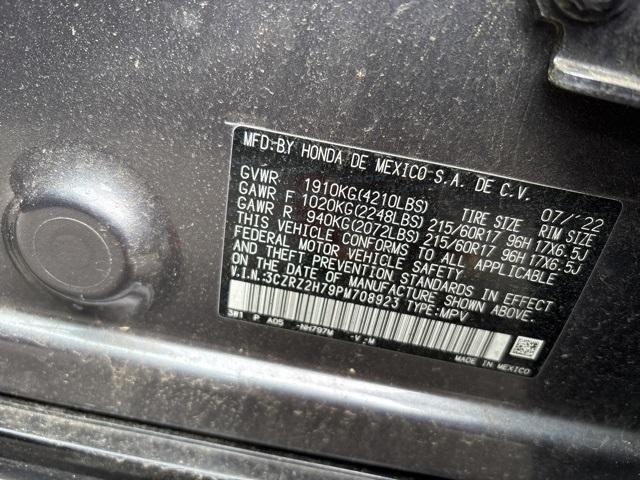 MFD. BY HONDA DE MEXICO S.A. DE C.V. 07/'22
GVWR 1910KG(4210LBS) TIRE SIZE RIM SIZE
GAWR F 1020KG(2248LBS) 215/60R17 96H 17X6.5J
GAWR R 940KG(2072LBS) 215/60R17 96H 17X6.5J
THIS VEHICLE CONFORMS TO ALL APPLICABLE
FEDERAL MOTOR VEHICLE SAFETY
AND THEFT PREVENTION STANDARDS IN EFFECT
ON THE DATE OF MANUFACTURE SHOWN ABOVE.
V.I.N.:3CZRZ2H79PM708923 TYPE:MPV
3W1 P A05 -NH797M -V-M
MADE IN MEXICO